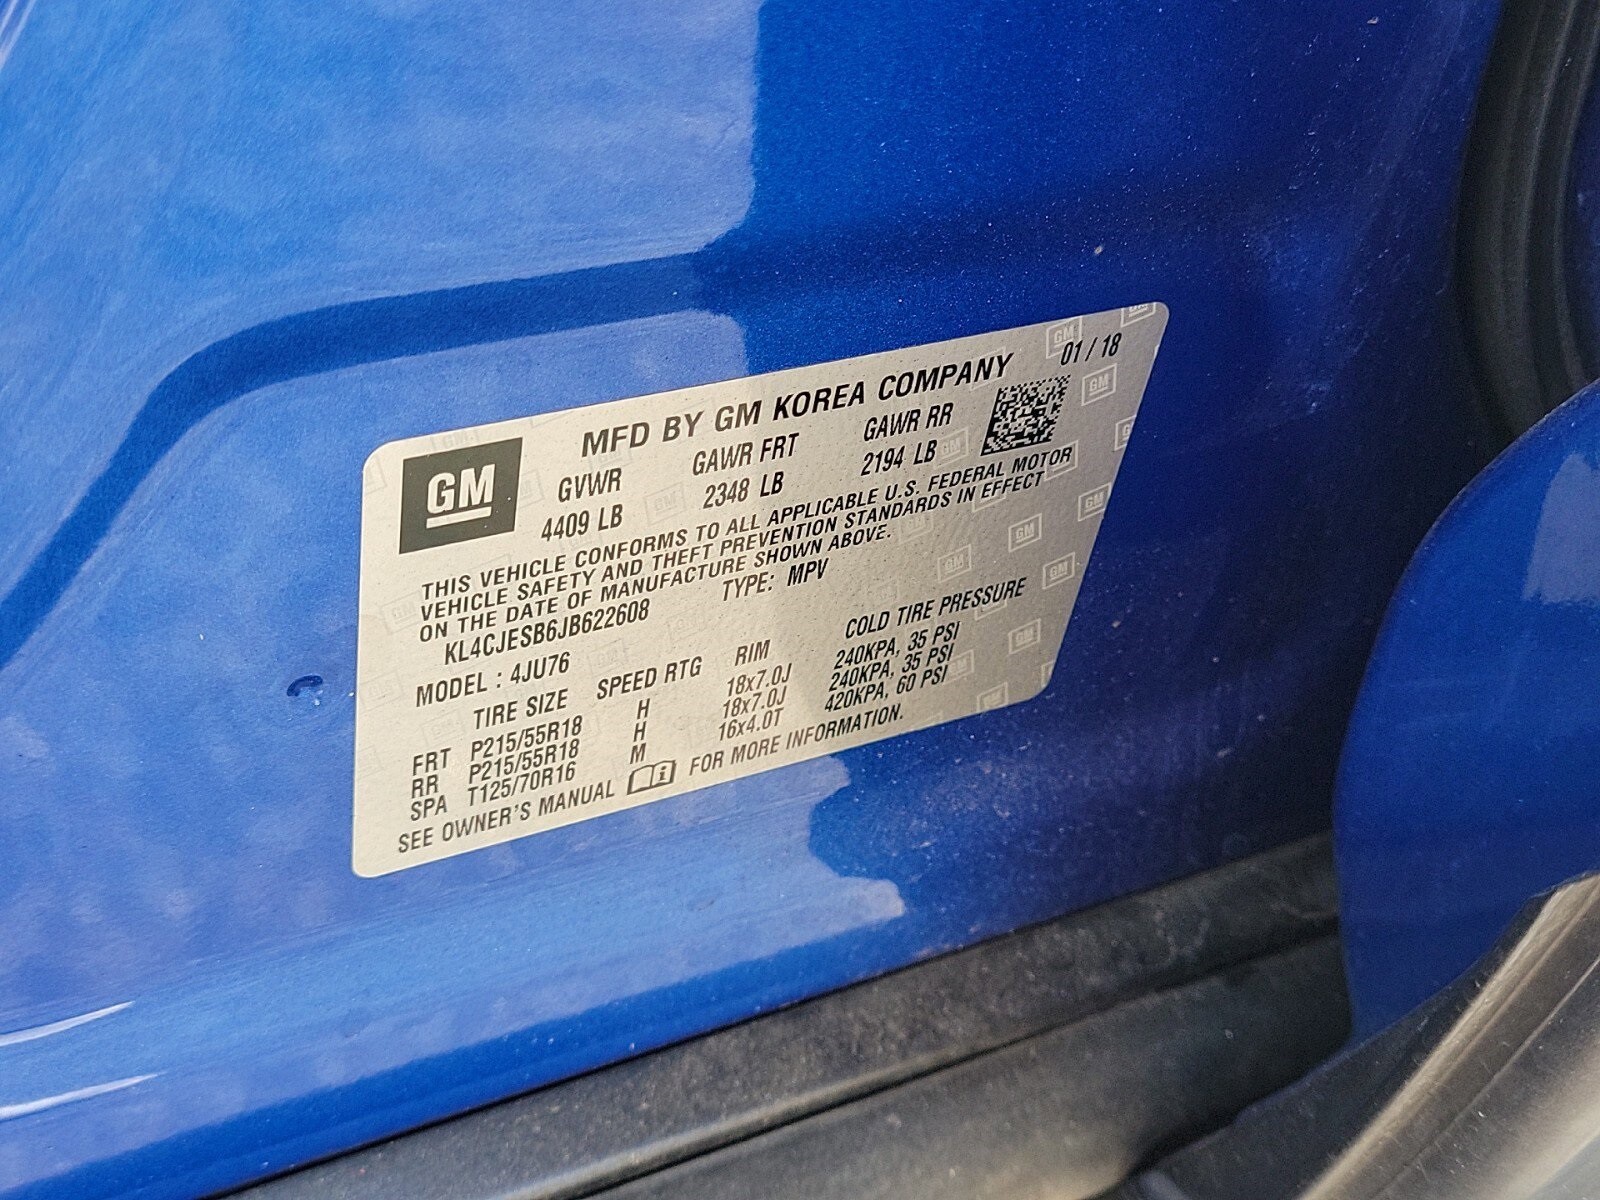 MFD BY GM KOREA COMPANY 01 / 18
GM
GVWR GAWR FRT GAWR RR
4409 LB 2348 LB 2194 LB
THIS VEHICLE CONFORMS TO ALL APPLICABLE U.S. FEDERAL MOTOR
VEHICLE SAFETY AND THEFT PREVENTION STANDARDS IN EFFECT
ON THE DATE OF MANUFACTURE SHOWN ABOVE.
KL4CJESB6JB622608 TYPE: MPV
MODEL : 4JU76
TIRE SIZE SPEED RTG RIM COLD TIRE PRESSURE
FRT P215/55R18 H 18x7.0J 240KPA, 35 PSI
RR P215/55R18 H 18x7.0J 240KPA, 35 PSI
SPA T125/70R16 M 16x4.0T 420KPA, 60 PSI
SEE OWNER'S MANUAL FOR MORE INFORMATION.